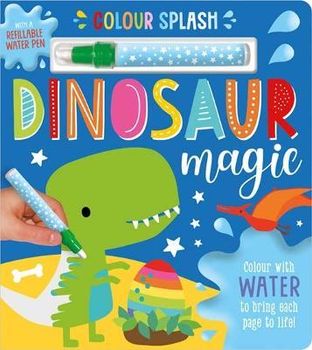 COLOUR SPLASH
WITH A
REFILLABLE
WATER PEN
DINOSAUR
magic
Colour with
WATER
to bring each
page to life!